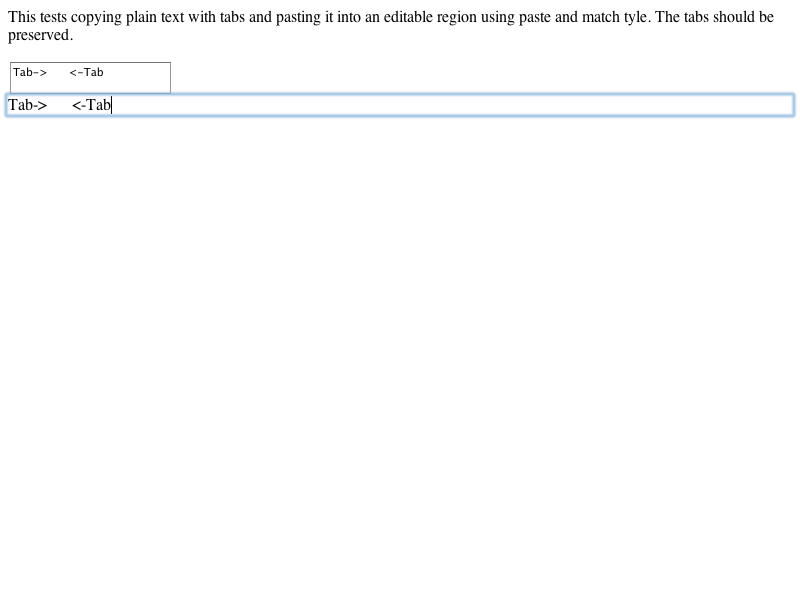 This tests copying plain text with tabs and pasting it into an editable region using paste and match tyle. The tabs should be
preserved.
Tab->	<-Tab
Tab->	<-Tab